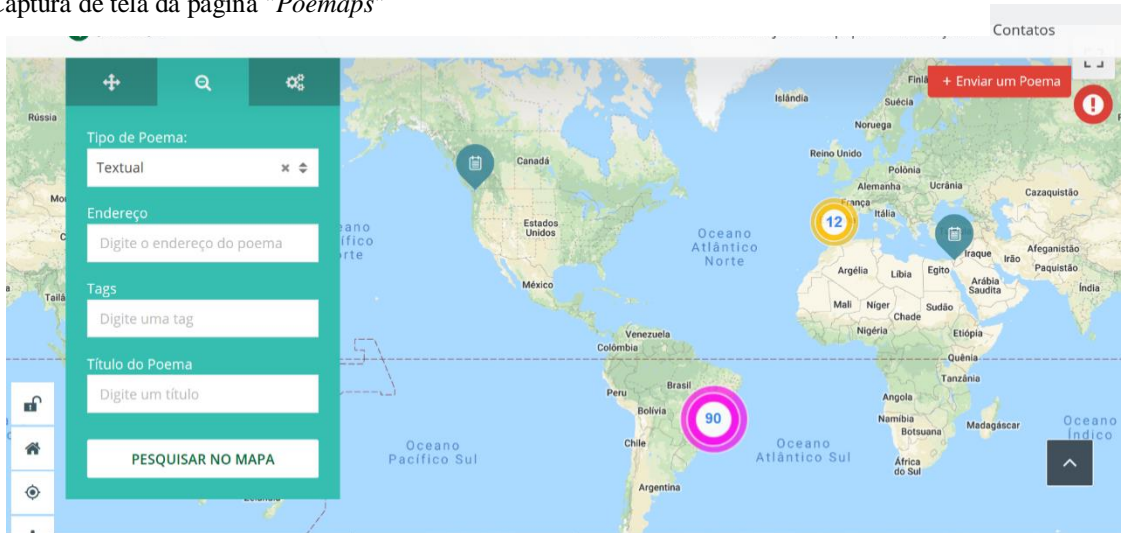 Captura de tela da página "Poemaps"
Contatos
+ Enviar um Poema
Tipo de Poema:
Textual
Endereço
Digite o endereço do poema
Tags
Digite uma tag
Título do Poema
Digite um título
PESQUISAR NO MAPA
Rússia
Islândia
Suécia
Noruega
Reino Unido
Polônia
Alemanha
Ucrânia
Cazaquistão
Itália
12
Canadá
Estados
Unidos
Oceano
Atlântico
Norte
México
Iraque
Irão
Afeganistão
Paquistão
Índia
Argélia
Líbia
Egito
Arábia
Saudita
Mali
Níger
Chade
Sudão
Nigéria
Etiópia
Venezuela
Colômbia
Quênia
Tanzânia
Peru
Brasil
Bolívia
90
Angola
Namíbia
Botsuana
Madagáscar
Chile
Oceano
Pacífico Sul
Oceano
Atlântico Sul
Oceano
Índico
África
do Sul
Argentina